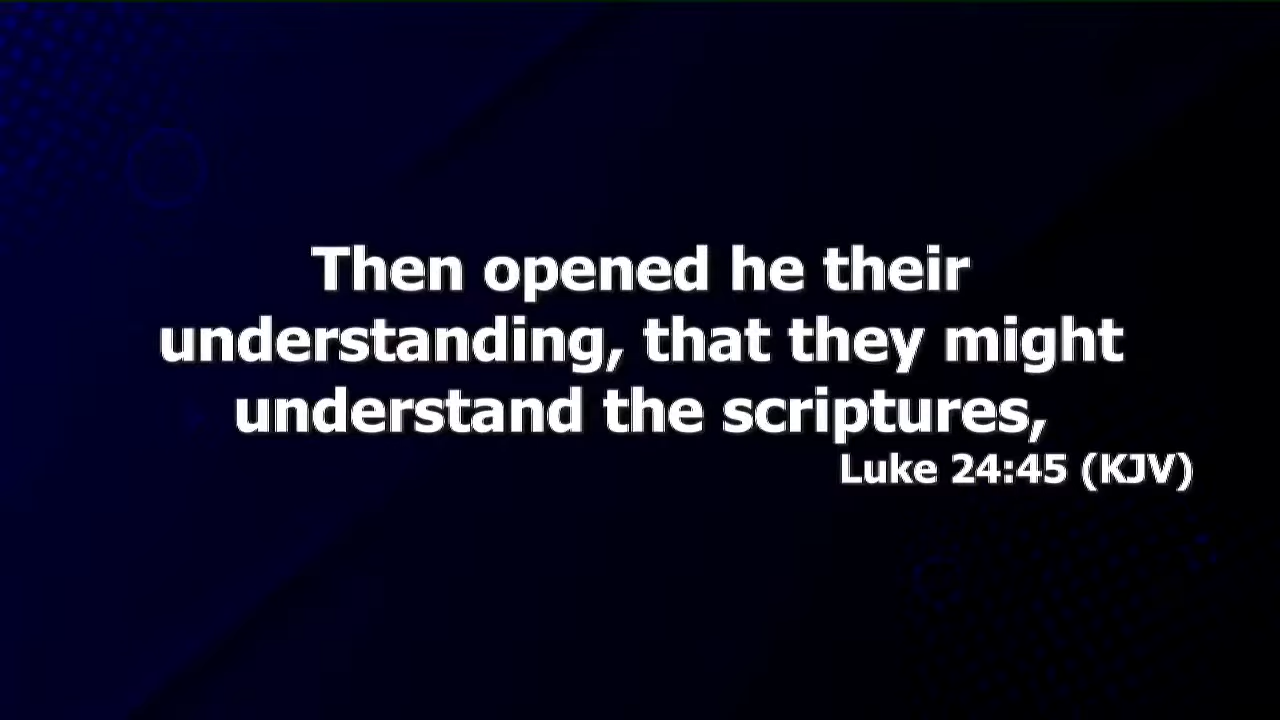 Then opened he their
understanding, that they might
understand the scriptures,
Luke 24:45 (KJV)